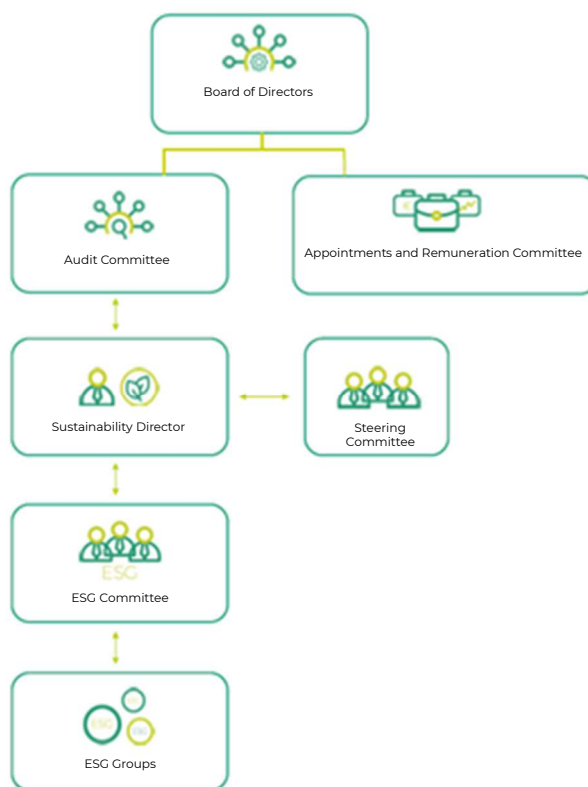 Board of Directors
Audit Committee
Appointments and Remuneration Committee
Sustainability Director
Steering
Committee
ESG
ESG Committee
ESG
ESG Groups